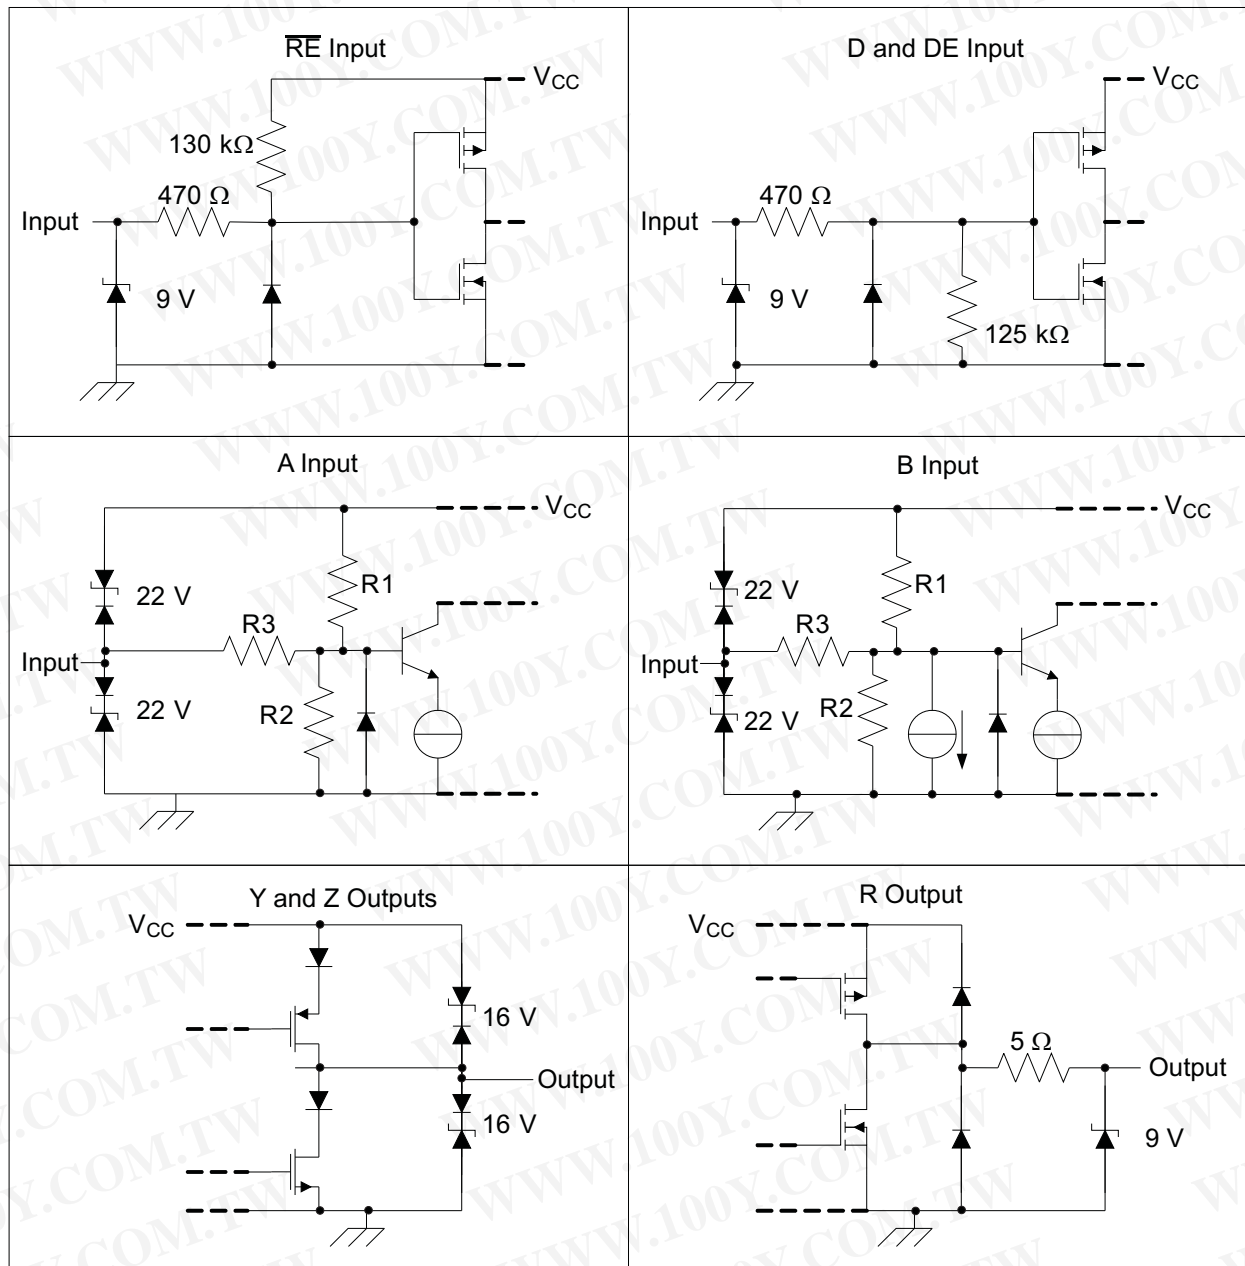 RE Input
VCC
130 kΩ
470 Ω
Input
9 V
D and DE Input
VCC
470 Ω
Input
9 V
125 kΩ
A Input
VCC
22 V
R1
R3
Input
22 V
R2
B Input
VCC
22 V
R1
R3
Input
22 V
R2
Y and Z Outputs
VCC
16 V
Output
16 V
R Output
VCC
5 Ω
Output
9 V
WWW.100Y.COM.TW